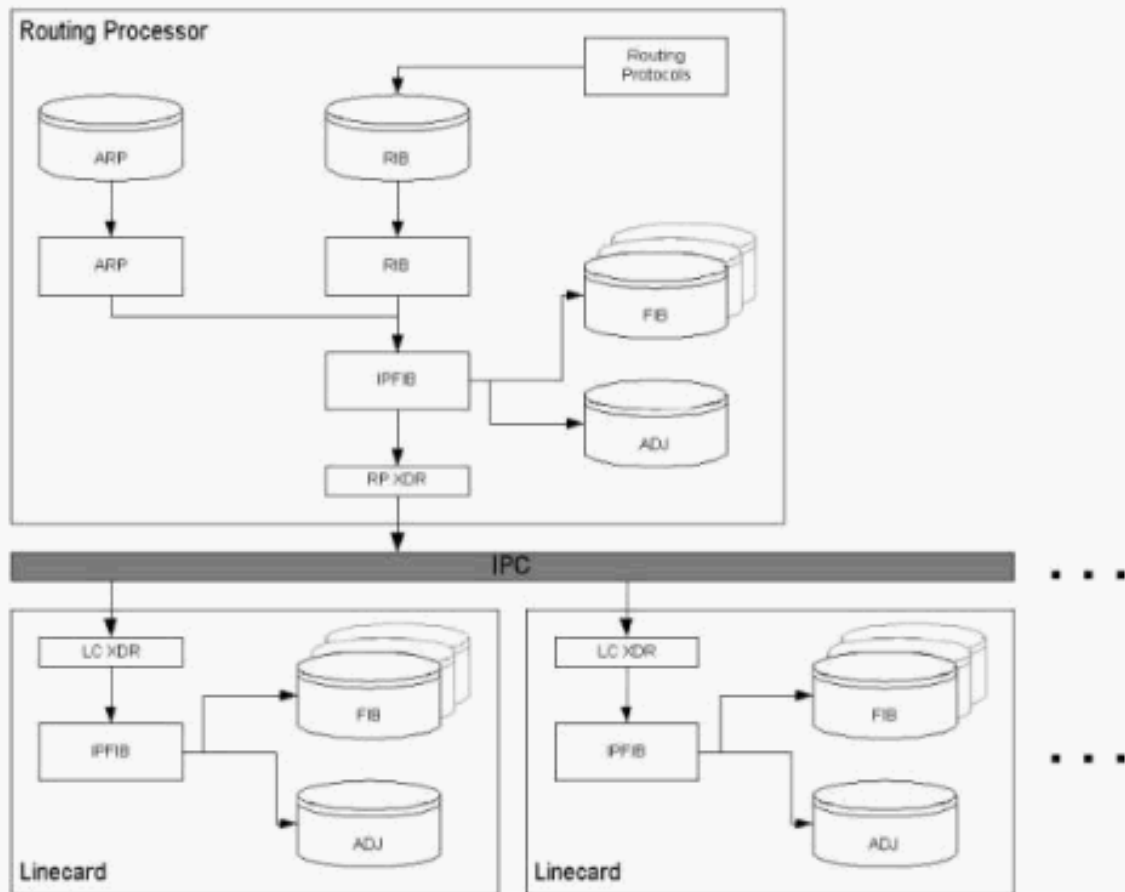 Routing Processor
Routing
Protocols
ARP
RIB
ARP
RIB
FIB
IPFIB
ADJ
RP XDR
IPC
LC XDR
FIB
IPFIB
ADJ
Linecard
LC XDR
FIB
IPFIB
ADJ
Linecard